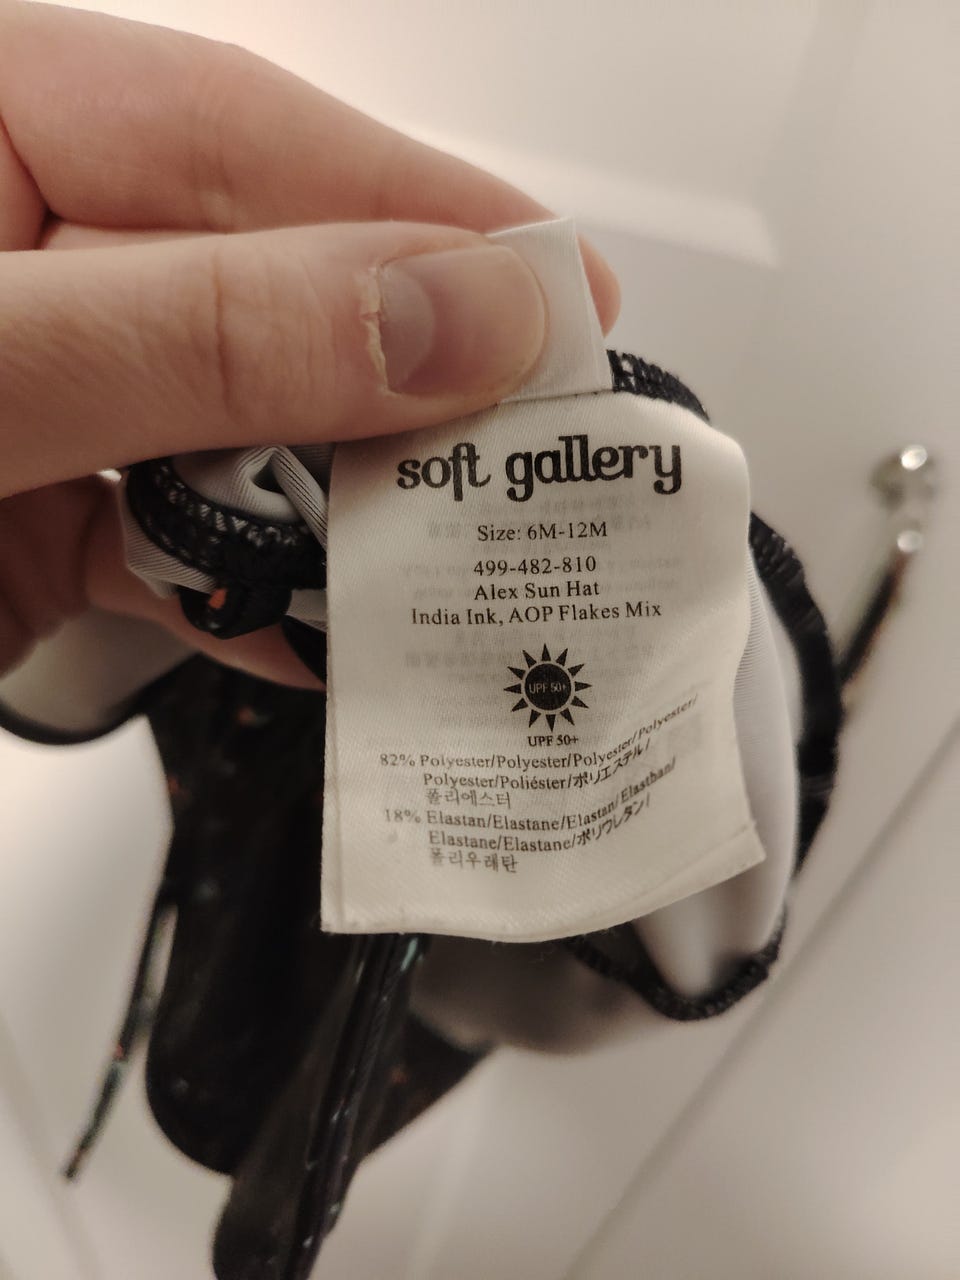 soft gallery
Size: 6M-12M
499-482-810
Alex Sun Hat
India Ink, AOP Flakes Mix
UPF 50+
UPF 50+
82% Polyester/Polyester/Polyester/Polyester/
Polyester/Poliéster/ポリエステル/
폴리에스터
18% Elastan/Elastane/Elastan/Elasthan/
Elastane/Elastane/ポリウレタン/
폴리우레탄